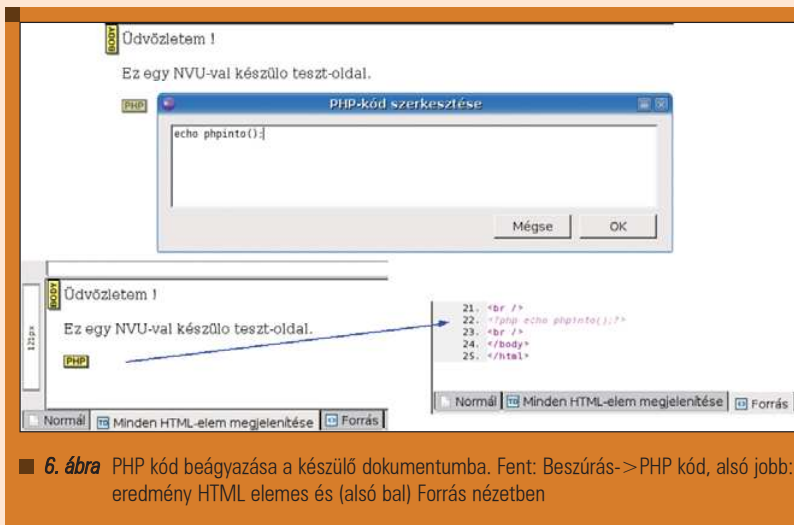 BODY
Üdvözletem !
Ez egy NVU-val készülo teszt-oldal.
PHP
PHP-kód szerkesztése
echo phpinto();
Mégse OK
BODY
Üdvözletem !
121px
Ez egy NVU-val készülo teszt-oldal.
PHP
Normál Minden HTML-elem megjelenítése Forrás
21. <br />
22. <?php echo phpinto();?>
23. <br />
24. </body>
25. </html>
Normál Minden HTML-elem megjelenítése Forrás
6. ábra PHP kód beágyazása a készülő dokumentumba. Fent: Beszúrás->PHP kód, alsó jobb:
eredmény HTML elemes és (alsó bal) Forrás nézetben